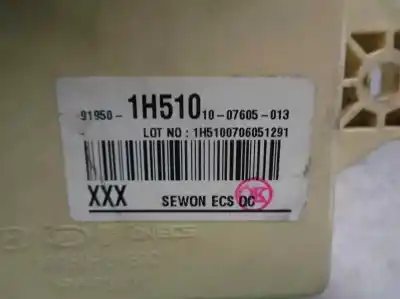 91950- 1H510 10-07605-013
LOT NO : 1H5100706051291
XXX SEWON ECS QC